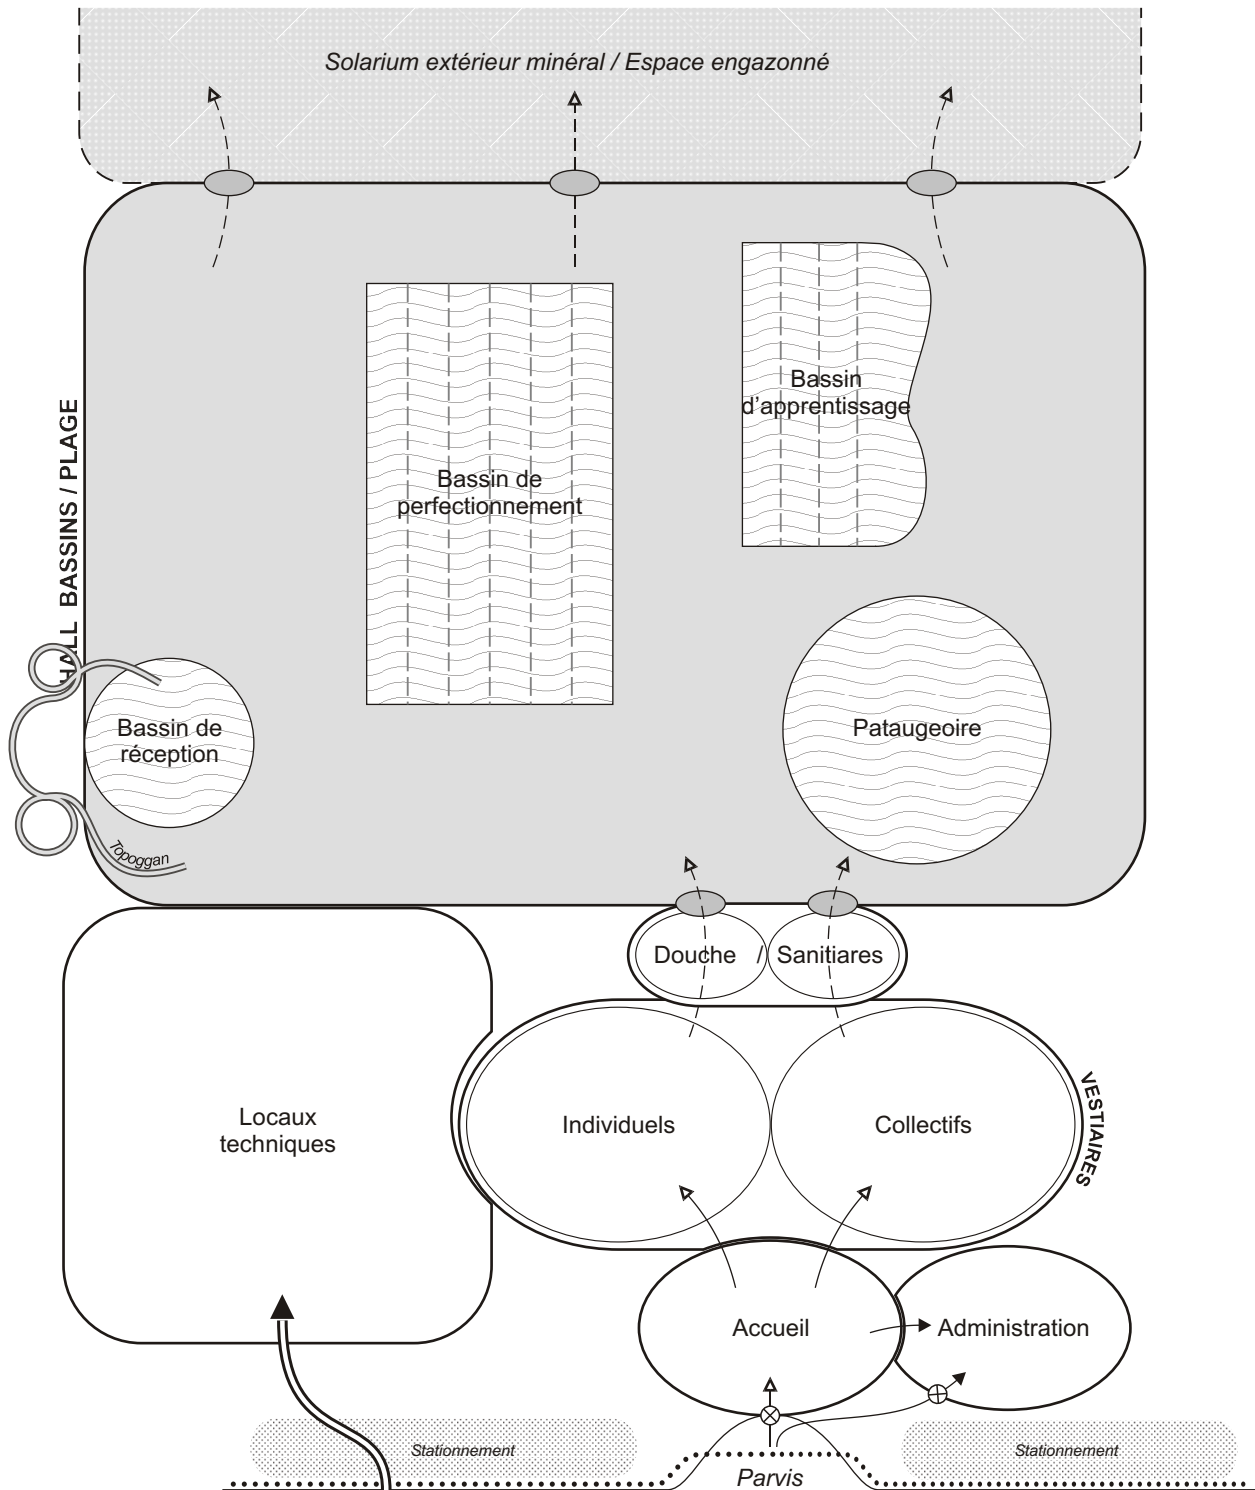 Solarium extérieur minéral / Espace engazonné
HALL BASSINS / PLAGE
Bassin
d'apprentissage
Bassin de
perfectionnement
Bassin de
réception
Pataugeoire
Topoggan
Douche / Sanitiares
Locaux
techniques
Individuels
Collectifs
VESTIAIRES
Accueil
Administration
Stationnement
Stationnement
Parvis